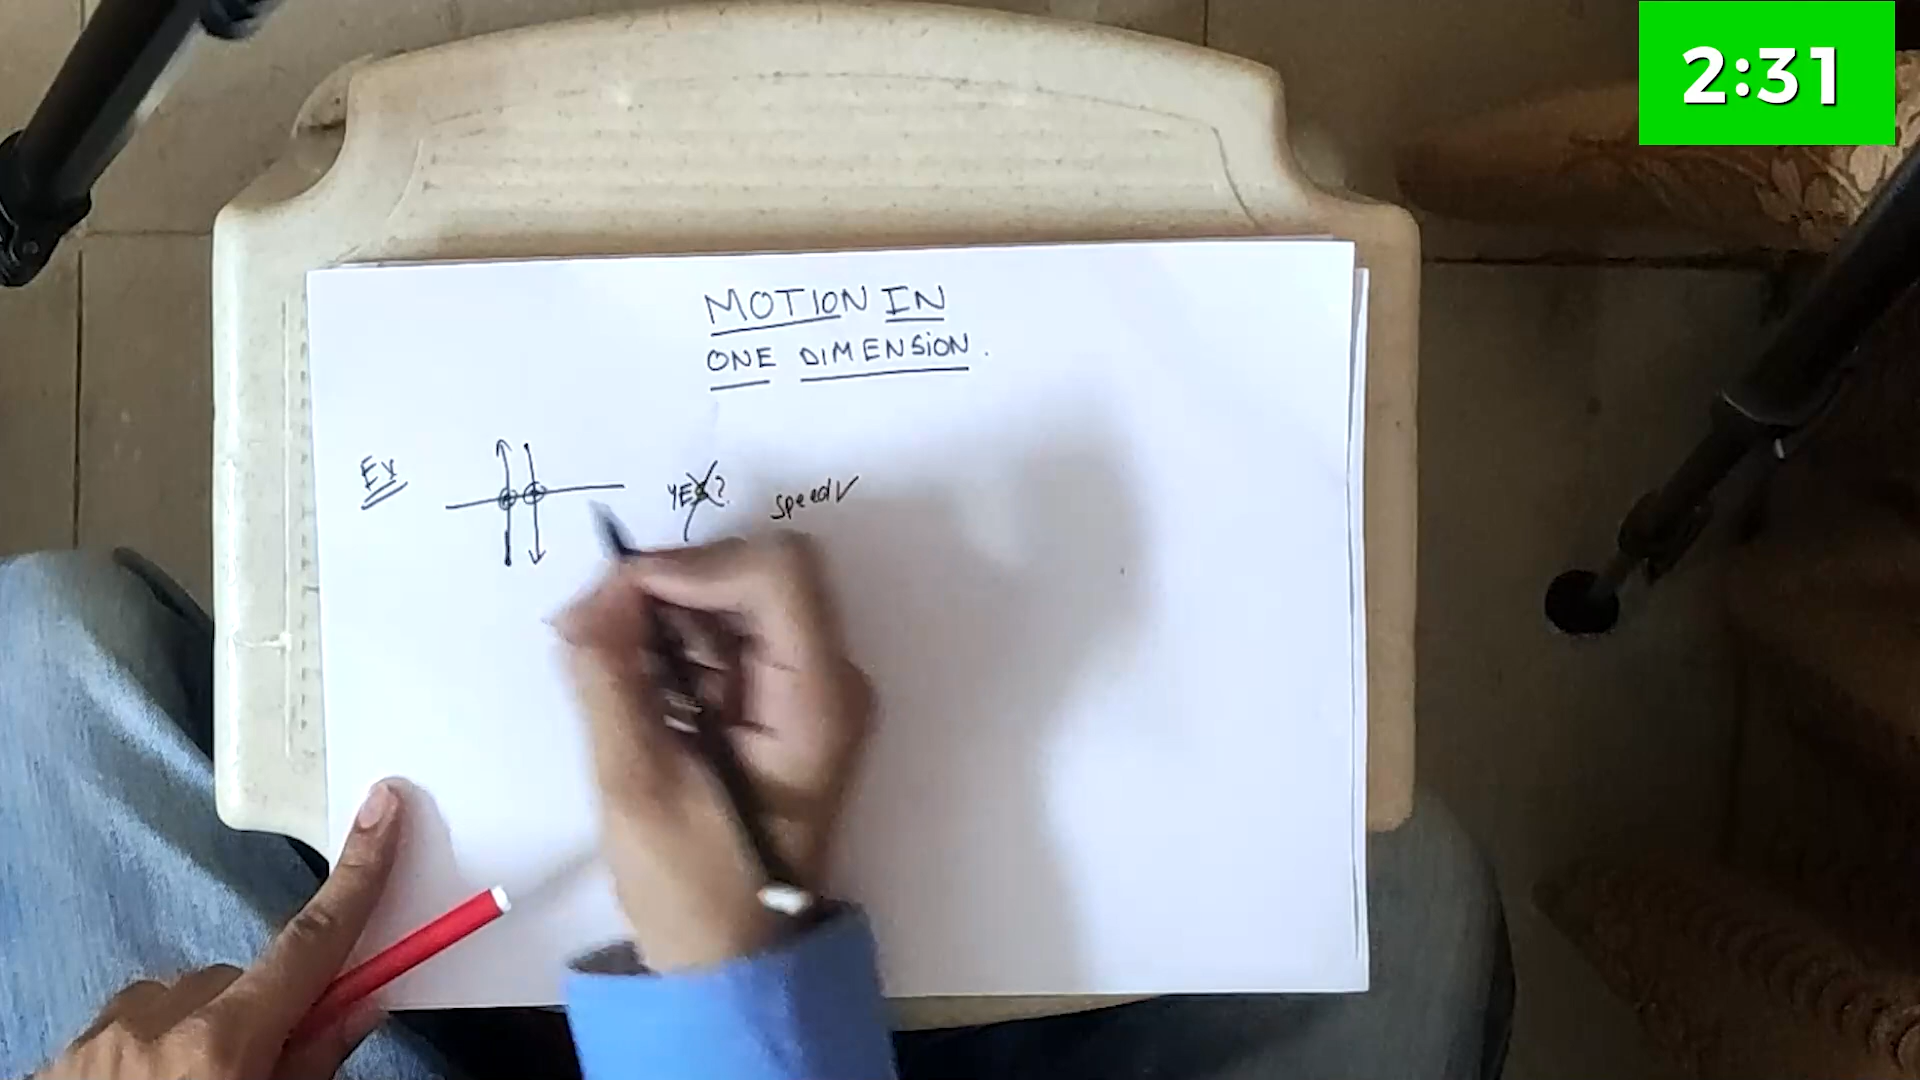 2:31
MOTION IN
ONE DIMENSION.
Ex
YES?
speed✓